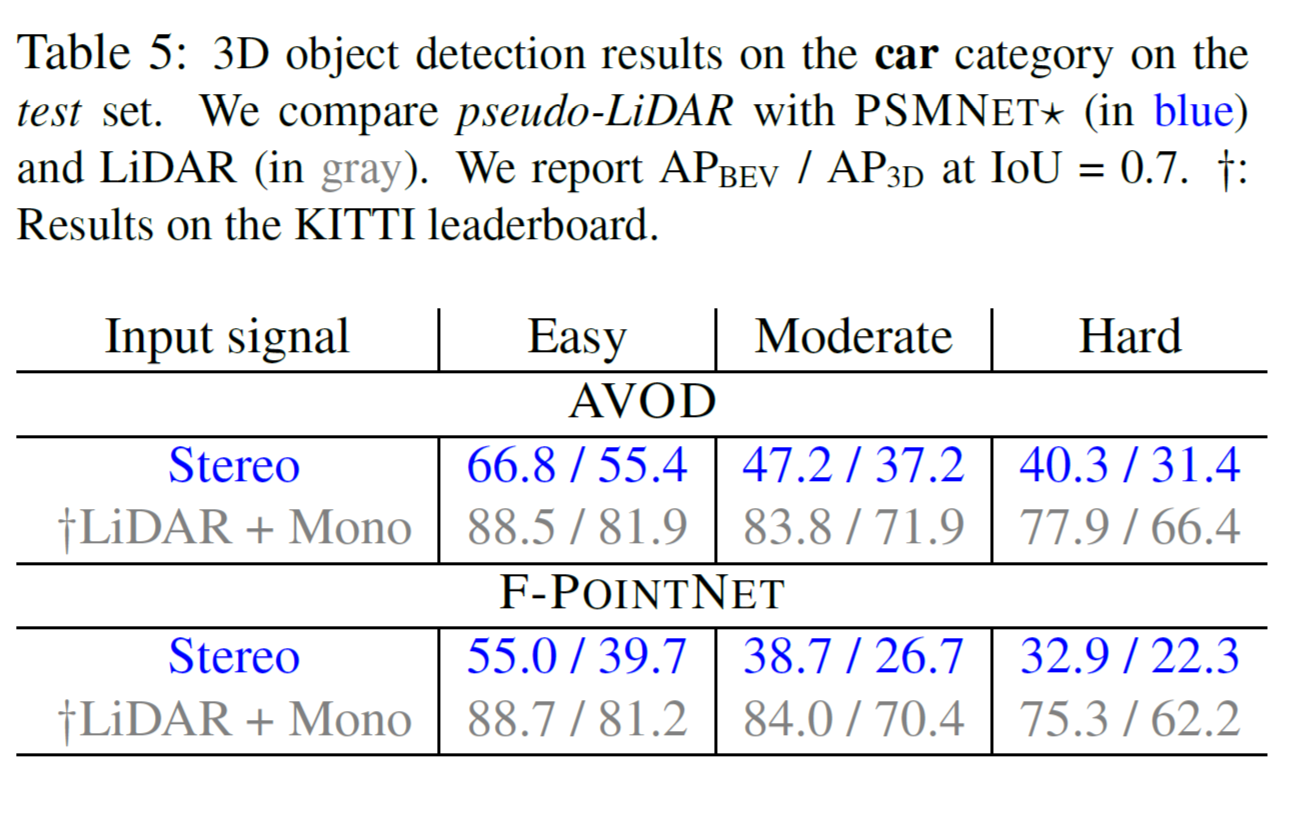 Table 5: 3D object detection results on the car category on the
test set. We compare pseudo-LiDAR with PSMNET⋆ (in blue)
and LiDAR (in gray). We report APBEV / AP3D at IoU = 0.7. †:
Results on the KITTI leaderboard.
Input signal Easy Moderate Hard
AVOD
Stereo 66.8 / 55.4 47.2 / 37.2 40.3 / 31.4
†LiDAR + Mono 88.5 / 81.9 83.8 / 71.9 77.9 / 66.4
F-POINTNET
Stereo 55.0 / 39.7 38.7 / 26.7 32.9 / 22.3
†LiDAR + Mono 88.7 / 81.2 84.0 / 70.4 75.3 / 62.2